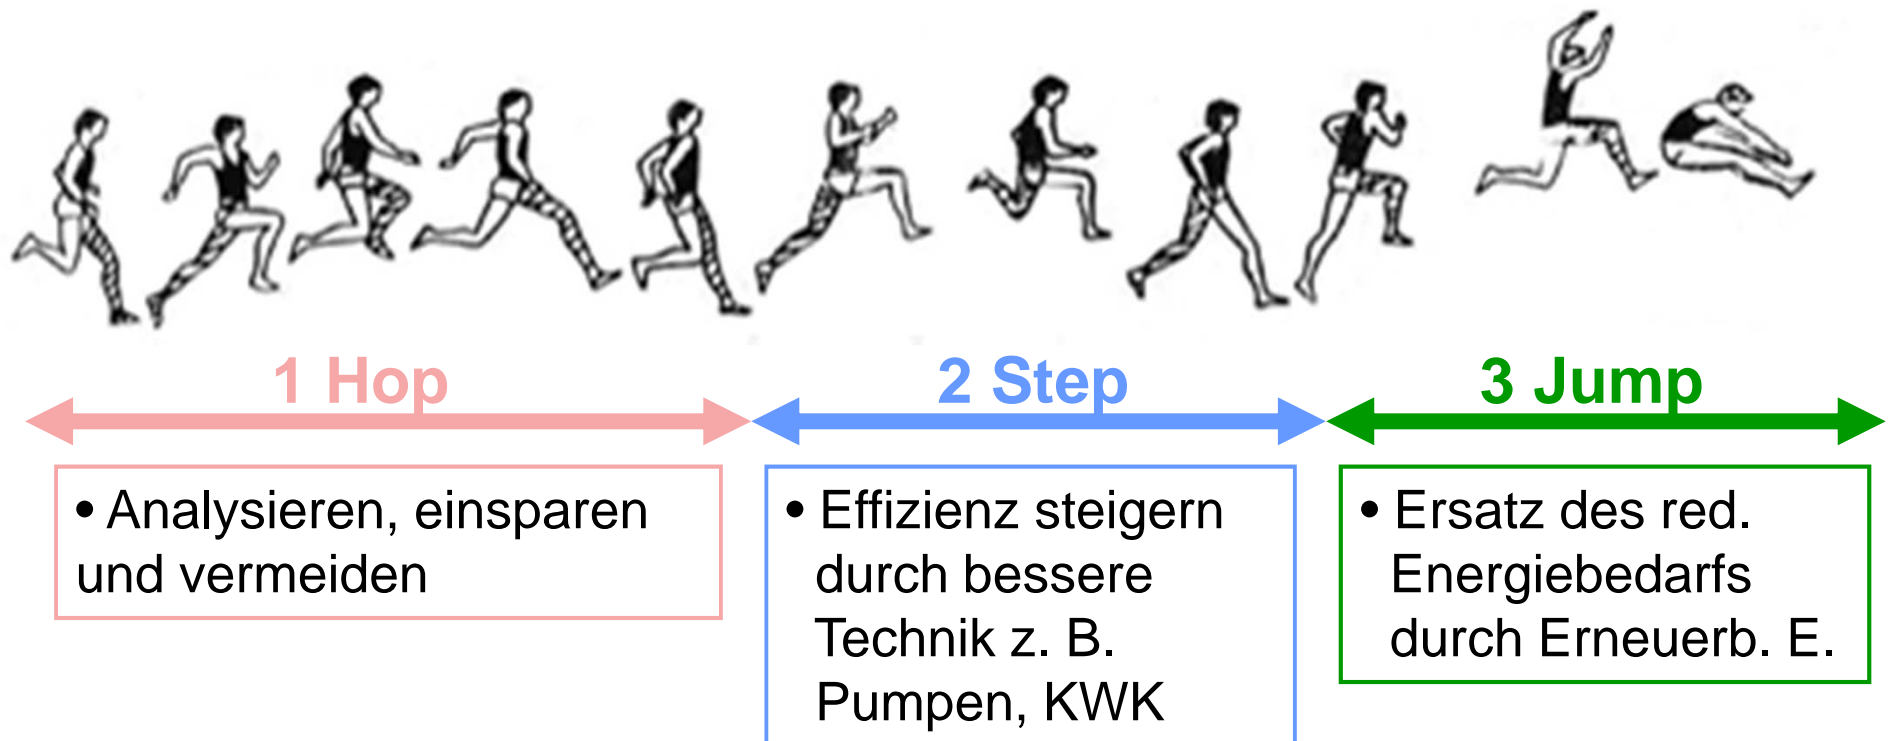 1 Hop
2 Step
3 Jump
• Analysieren, einsparen
und vermeiden
• Effizienz steigern
durch bessere
Technik z. B.
Pumpen, KWK
• Ersatz des red.
Energiebedarfs
durch Erneuerb. E.